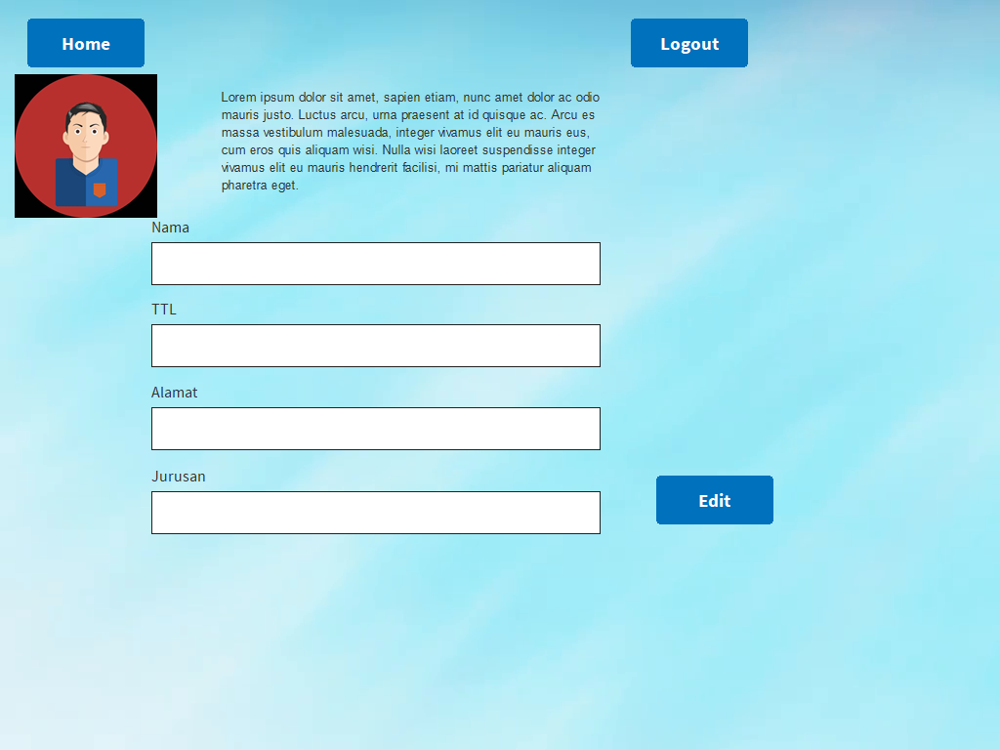 Home
Logout
Lorem ipsum dolor sit amet, sapien etiam, nunc amet dolor ac odio
mauris justo. Luctus arcu, urna praesent at id quisque ac. Arcu es
massa vestibulum malesuada, integer vivamus elit eu mauris eus,
cum eros quis aliquam wisi. Nulla wisi laoreet suspendisse integer
vivamus elit eu mauris hendrerit facilisi, mi mattis pariatur aliquam
pharetra eget.
Nama
TTL
Alamat
Jurusan
Edit